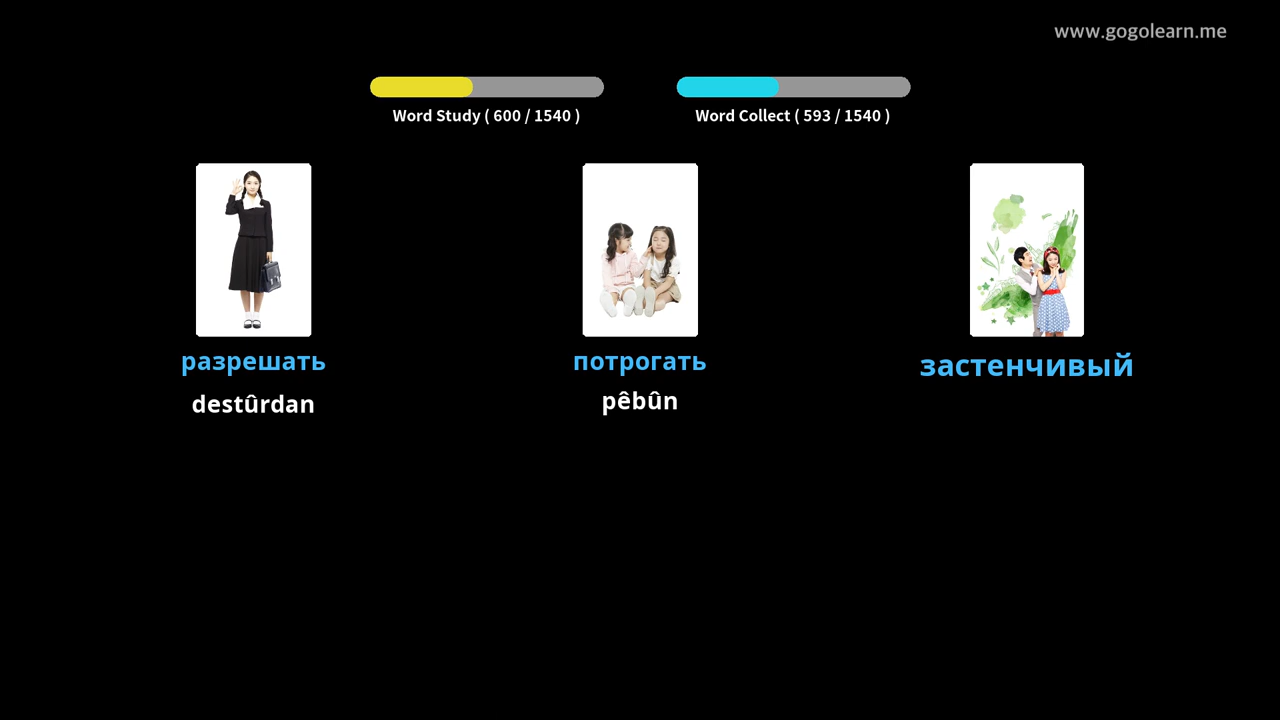 www.gogolearn.me
Word Study ( 600 / 1540 )
Word Collect ( 593 / 1540 )
разрешать
потрогать
застенчивый
destûrdan
pêbûn